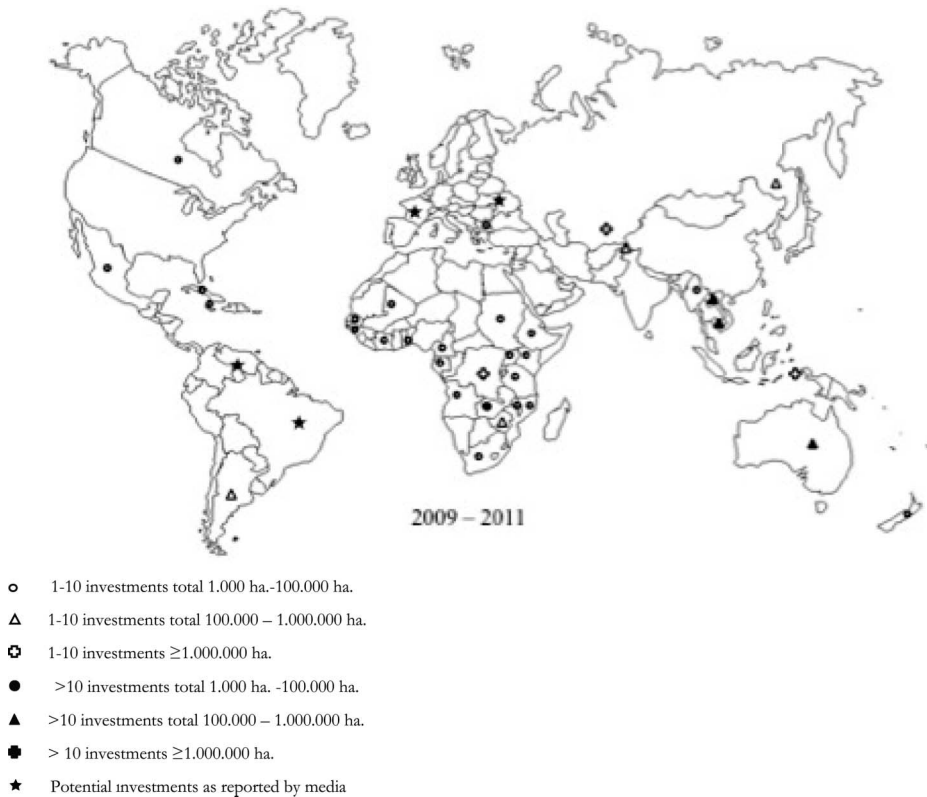 2009 – 2011
1-10 investments total 1.000 ha.-100.000 ha.
1-10 investments total 100.000 – 1.000.000 ha.
1-10 investments ≥1.000.000 ha.
>10 investments total 1.000 ha. -100.000 ha.
>10 investments total 100.000 – 1.000.000 ha.
> 10 investments ≥1.000.000 ha.
Potential ınvestments as reported by media